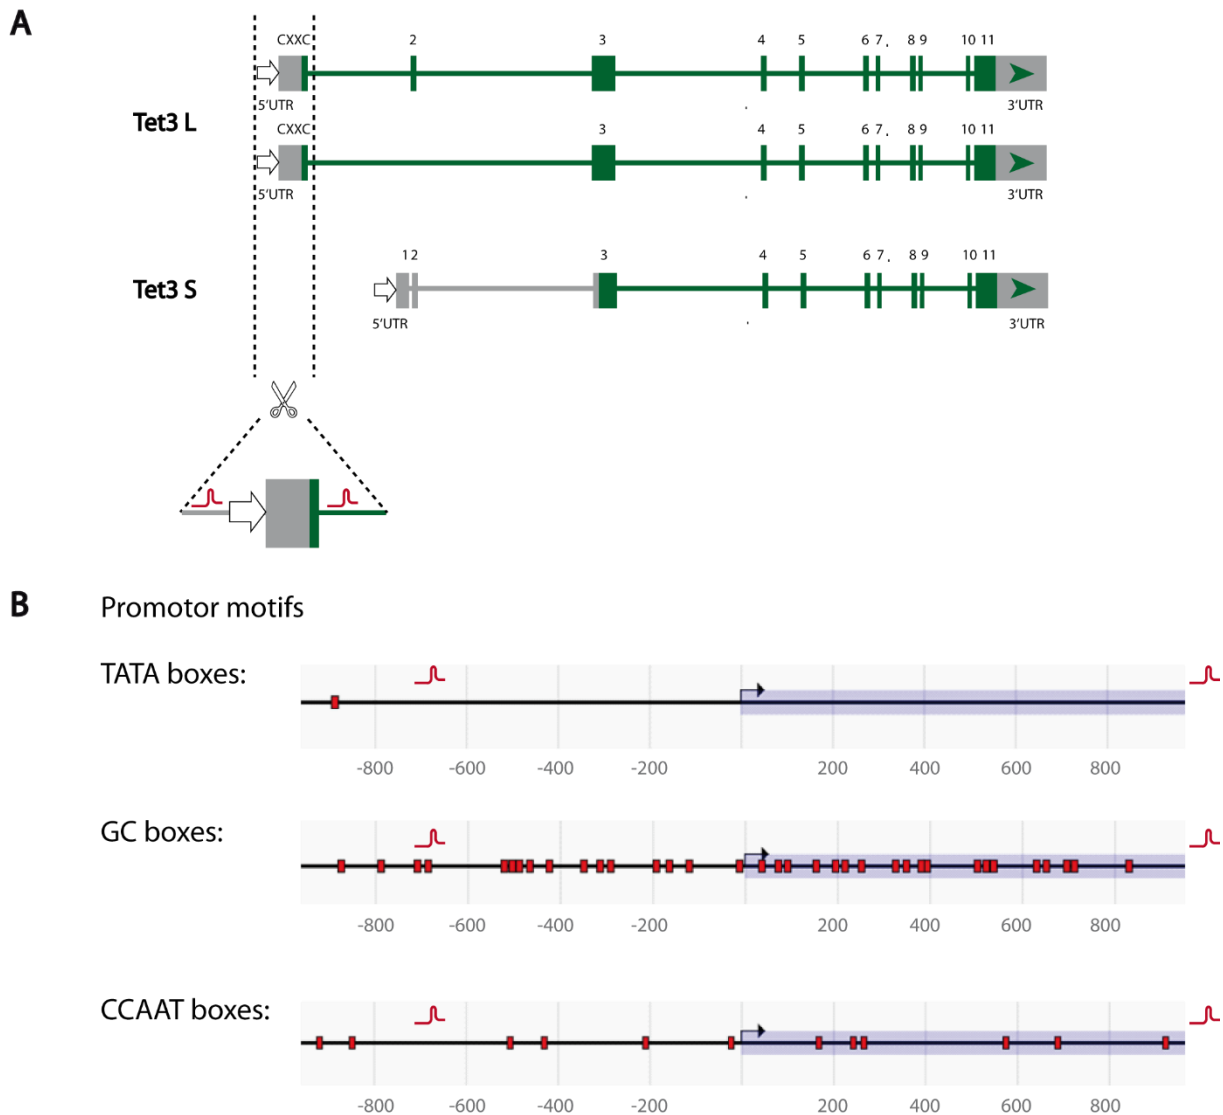 A
CXXC 2 3 4 5 6 7. 8 9 10 11
5'UTR 3'UTR
Tet3 L
CXXC 3 4 5 6 7. 8 9 10 11
5'UTR 3'UTR
1 2 3 4 5 6 7. 8 9 10 11
Tet3 S
5'UTR 3'UTR
B Promotor motifs
TATA boxes:
-800 -600 -400 -200 200 400 600 800
GC boxes:
-800 -600 -400 -200 200 400 600 800
CCAAT boxes:
-800 -600 -400 -200 200 400 600 800